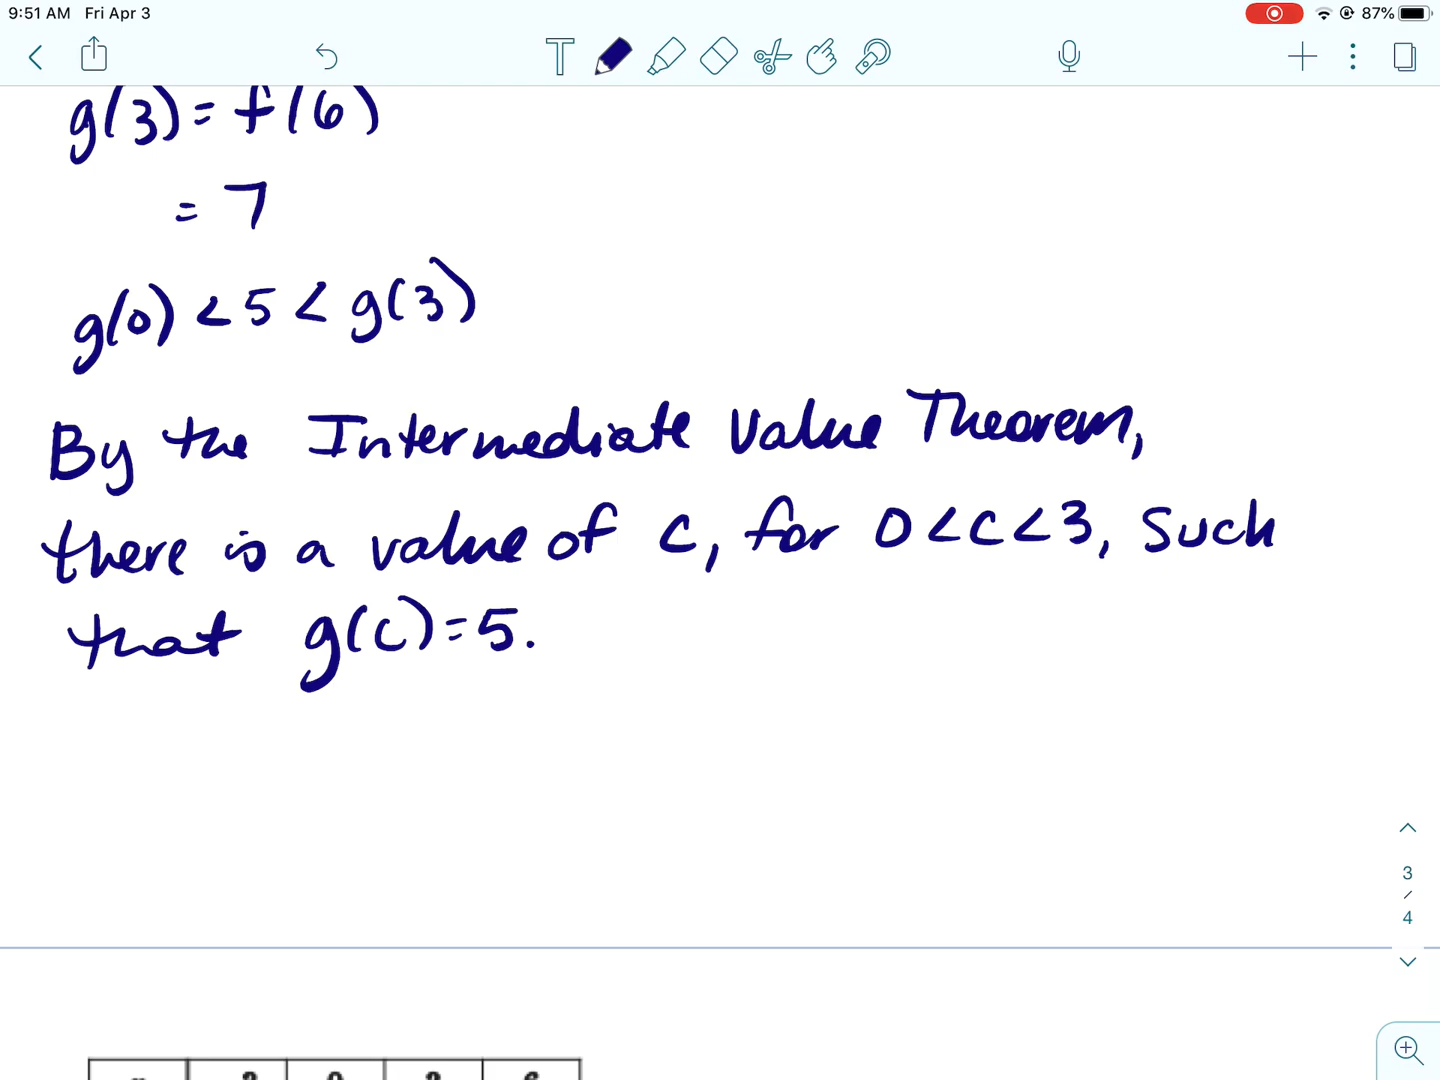 9:51 AM Fri Apr 3
87%
g(3) = f(6)
= 7
g(0) < 5 < g(3)
By the Intermediate Value Theorem,
there is a value of c, for 0 < c < 3, such
that g(c) = 5.
3
/
4